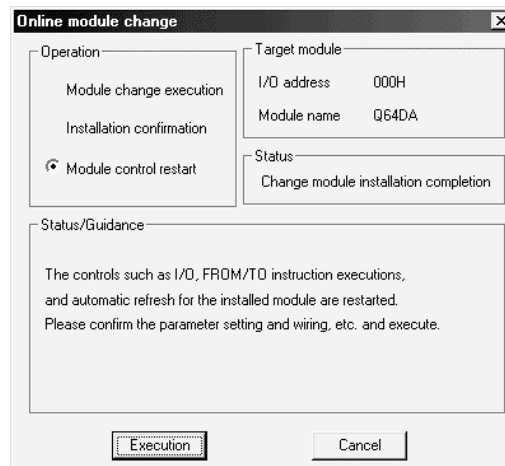 Online module change
Operation
Module change execution
Installation confirmation
Module control restart
Target module
I/O address 000H
Module name Q64DA
Status
Change module installation completion
Status/Guidance
The controls such as I/O, FROM/TO instruction executions,
and automatic refresh for the installed module are restarted.
Please confirm the parameter setting and wiring, etc. and execute.
Execution Cancel